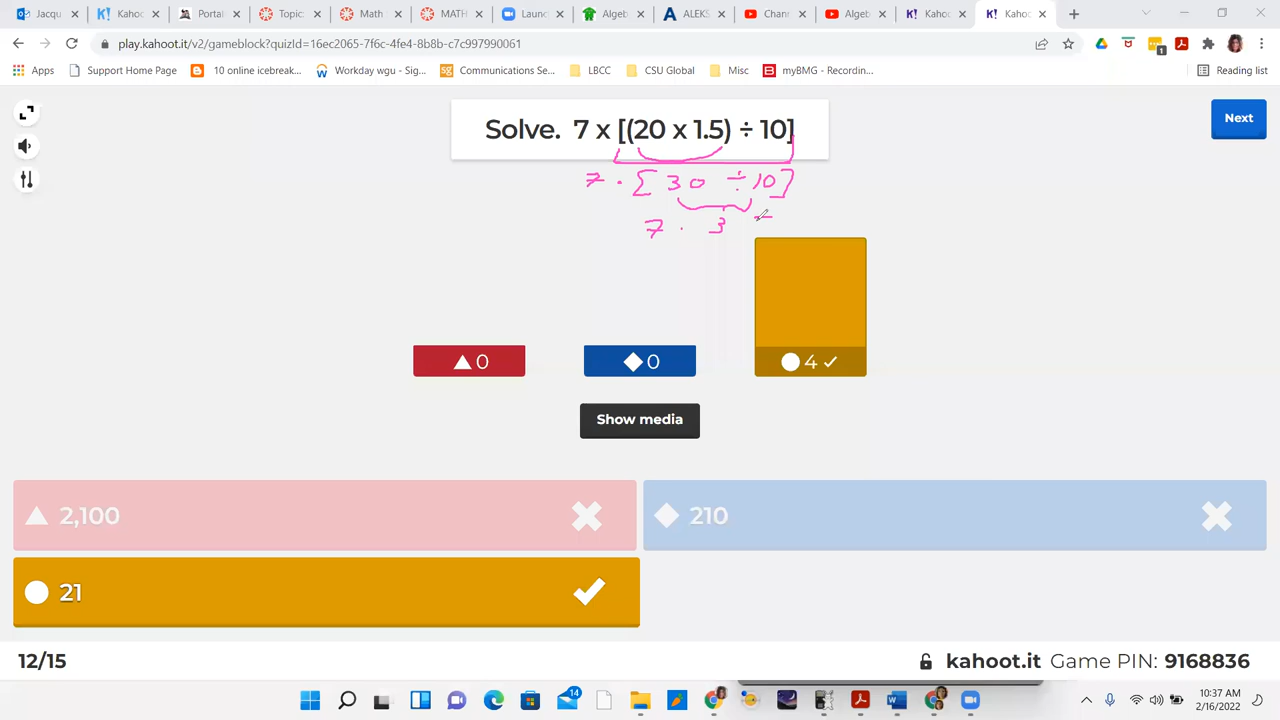 Jacqu
Kahoo
Portal
Topic:
Math
MATH
Launc
Algeb
ALEKS
Chann
Algeb
Kahoo
Kahoo
play.kahoot.it/v2/gameblock?quizId=16ec2065-7f6c-4fe4-8b8b-a7c997990061
Apps
Support Home Page
10 online icebreak...
Workday wgu - Sig...
Communications Se...
LBCC
CSU Global
Misc
myBMG - Recordin...
Reading list
Solve. 7 x [(20 x 1.5) ÷ 10]
Next
7 · [30 ÷ 10]
7 · 3
0
0
4
Show media
2,100
210
21
12/15
kahoot.it Game PIN: 9168836
14
10:37 AM
2/16/2022